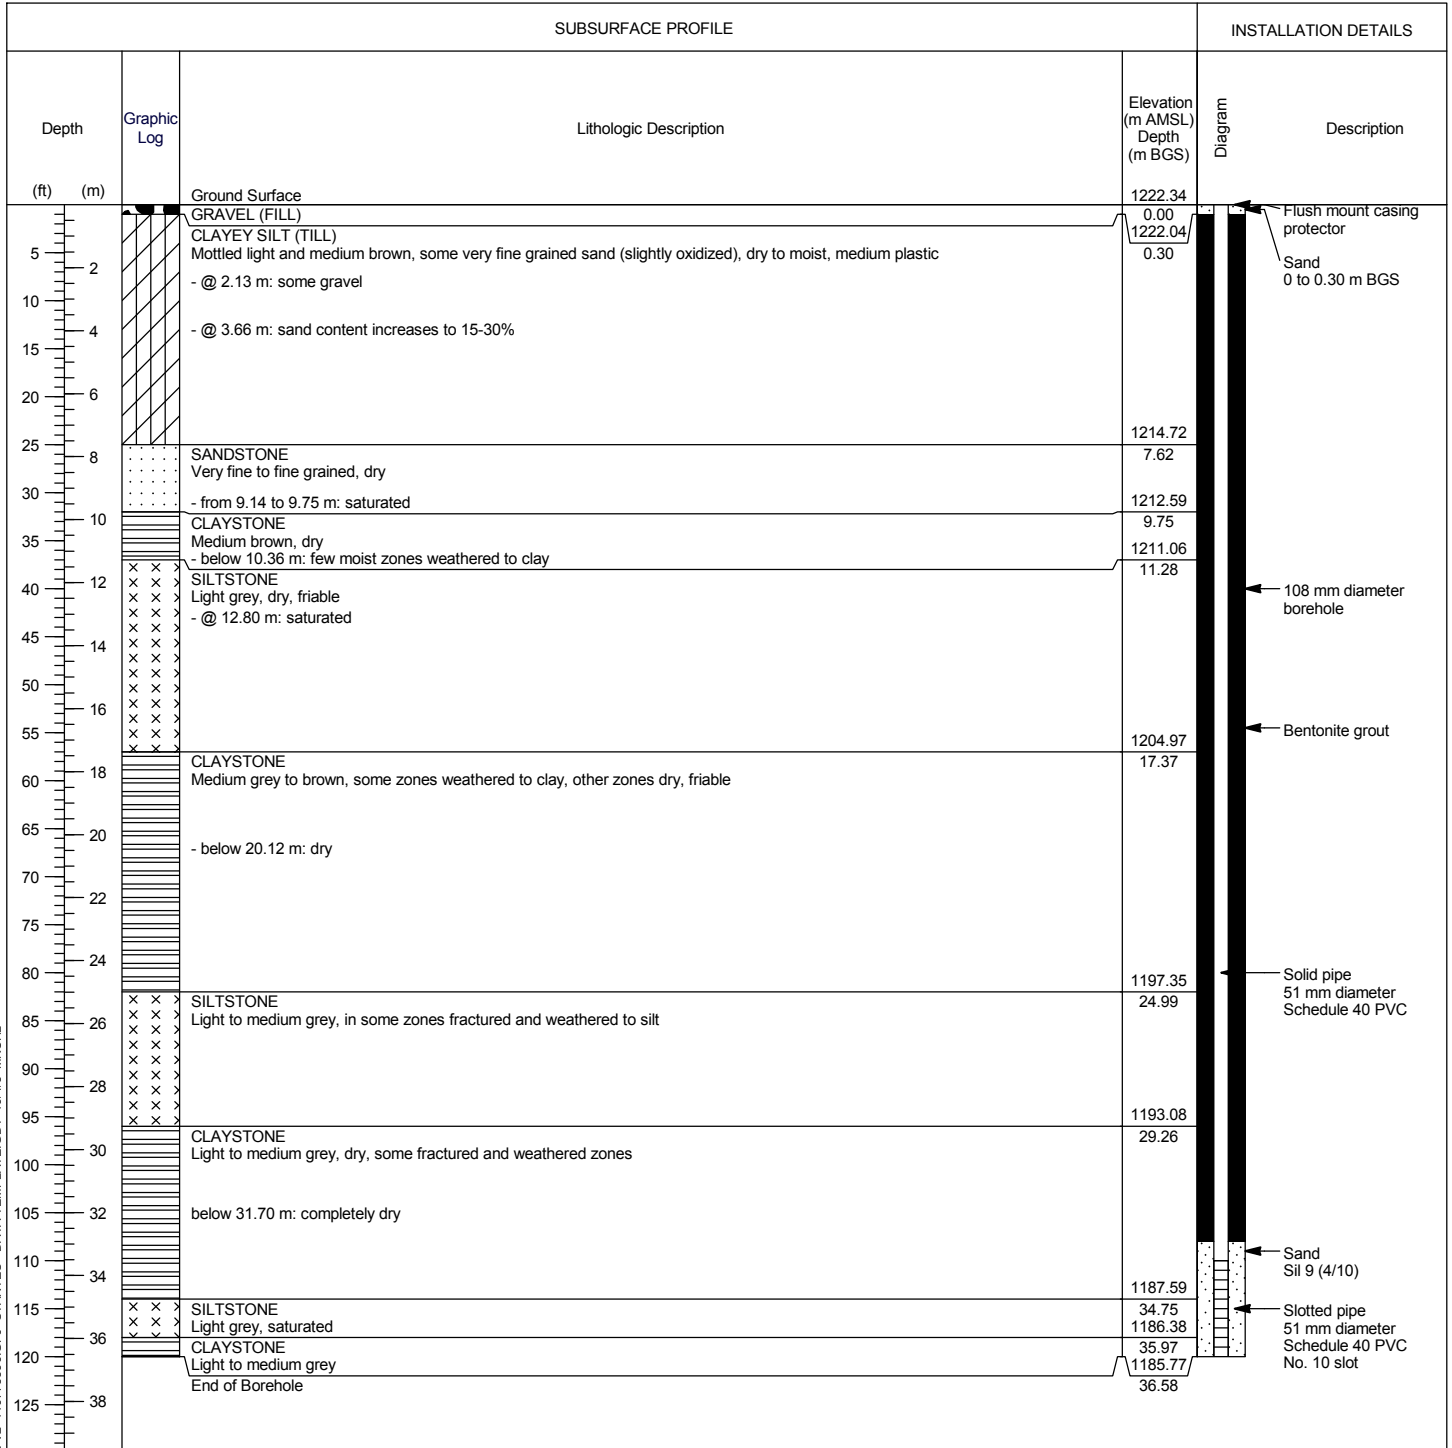 SUBSURFACE PROFILE
INSTALLATION DETAILS
Depth
Graphic
Log
Lithologic Description
Elevation
(m AMSL)
Depth
(m BGS)
Diagram
Description
(ft) (m)
Ground Surface
1222.34
GRAVEL (FILL)
0.00
Flush mount casing
protector
CLAYEY SILT (TILL)
1222.04
Mottled light and medium brown, some very fine grained sand (slightly oxidized), dry to moist, medium plastic
0.30
5
2
Sand
0 to 0.30 m BGS
- @ 2.13 m: some gravel
10
- @ 3.66 m: sand content increases to 15-30%
4
15
6
20
1214.72
25
SANDSTONE
7.62
8
Very fine to fine grained, dry
30
- from 9.14 to 9.75 m: saturated
1212.59
10
CLAYSTONE
9.75
35
Medium brown, dry
1211.06
- below 10.36 m: few moist zones weathered to clay
11.28
SILTSTONE
12
40
Light grey, dry, friable
108 mm diameter
borehole
- @ 12.80 m: saturated
45
14
50
16
55
Bentonite grout
1204.97
CLAYSTONE
17.37
18
Medium grey to brown, some zones weathered to clay, other zones dry, friable
60
65
20
- below 20.12 m: dry
70
22
75
24
80
Solid pipe
51 mm diameter
Schedule 40 PVC
1197.35
SILTSTONE
24.99
Light to medium grey, in some zones fractured and weathered to silt
85
26
90
28
95
1193.08
CLAYSTONE
29.26
30
Light to medium grey, dry, some fractured and weathered zones
100
105
32
below 31.70 m: completely dry
110
Sand
Sil 9 (4/10)
34
1187.59
115
SILTSTONE
34.75
Slotted pipe
51 mm diameter
Schedule 40 PVC
No. 10 slot
Light grey, saturated
1186.38
36
CLAYSTONE
35.97
120
Light to medium grey
1185.77
End of Borehole
36.58
125
38